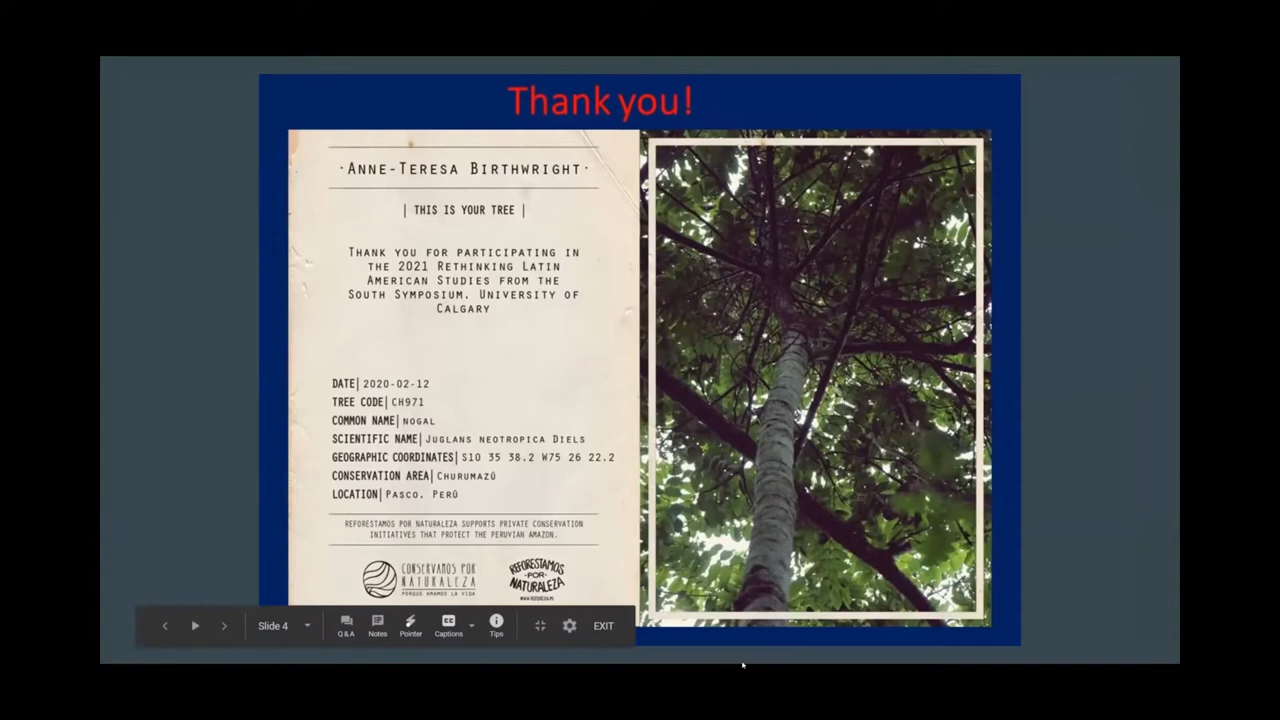 Thank you!
·ANNE-TERESA BIRTHWRIGHT·
| THIS IS YOUR TREE |
THANK YOU FOR PARTICIPATING IN
THE 2021 RETHINKING LATIN
AMERICAN STUDIES FROM THE
SOUTH SYMPOSIUM. UNIVERSITY OF
CALGARY
DATE| 2020-02-12
TREE CODE| CH971
COMMON NAME| NOGAL
SCIENTIFIC NAME| JUGLANS NEOTROPICA DIELS
GEOGRAPHIC COORDINATES| S10 35 38.2 W75 26 22.2
CONSERVATION AREA| CHURUMAZÚ
LOCATION| PASCO, PERÚ
REFORESTAMOS POR NATURALEZA SUPPORTS PRIVATE CONSERVATION
INITIATIVES THAT PROTECT THE PERUVIAN AMAZON.
CONSERVAMOS POR
NATURALEZA
PORQUE AMAMOS LA VIDA
REFORESTAMOS
·POR·
NATURALEZA
Slide 4
Q & A
Notes
Pointer
CC
Captions
Tips
EXIT